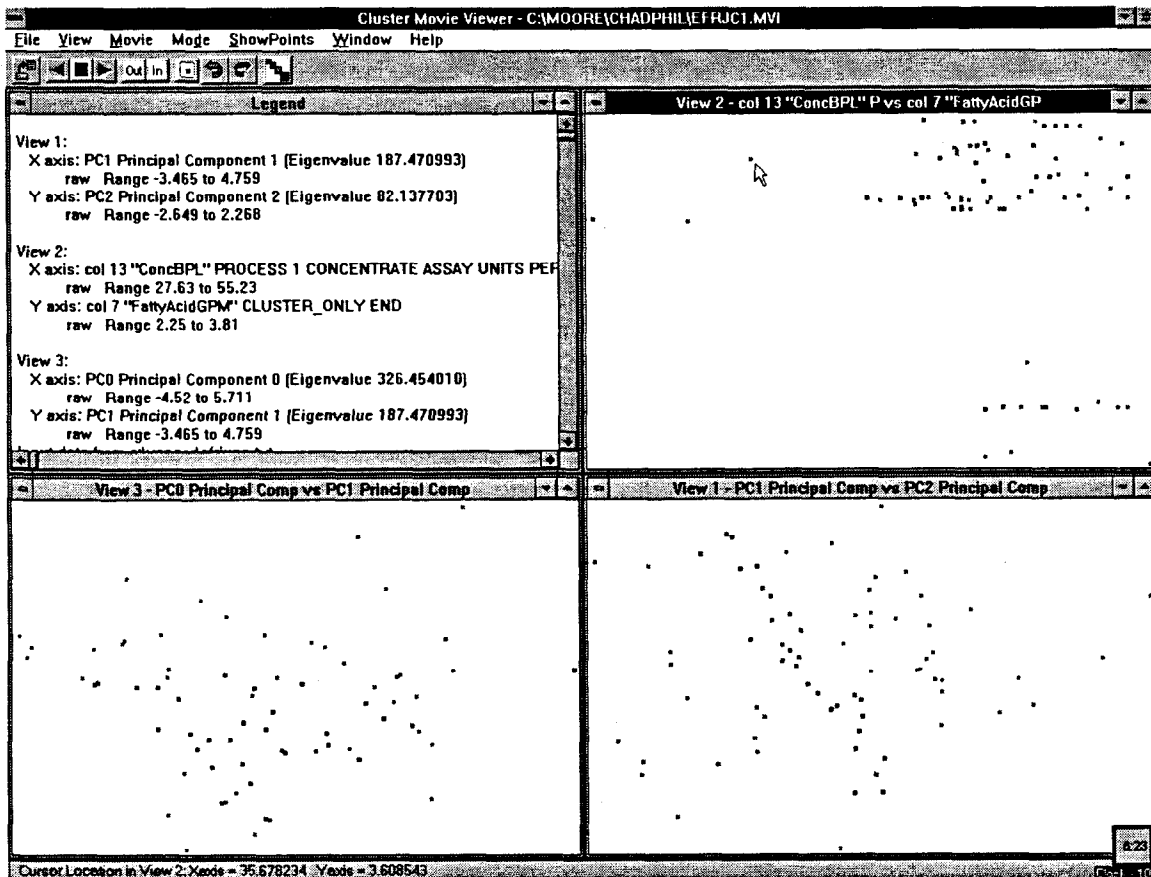 Cluster Movie Viewer - C:\MOORE\CHADPHIL\EFRJC1.MVI
File View Movie Mode ShowPoints Window Help
Out In
Legend
View 1:
X axis: PC1 Principal Component 1 (Eigenvalue 187.470993)
raw Range -3.465 to 4.759
Y axis: PC2 Principal Component 2 (Eigenvalue 82.137703)
raw Range -2.649 to 2.268
View 2:
X axis: col 13 "ConcBPL" PROCESS 1 CONCENTRATE ASSAY UNITS PER
raw Range 27.63 to 55.23
Y axis: col 7 "FattyAcidGPM" CLUSTER_ONLY END
raw Range 2.25 to 3.81
View 3:
X axis: PC0 Principal Component 0 (Eigenvalue 326.454010)
raw Range -4.52 to 5.711
Y axis: PC1 Principal Component 1 (Eigenvalue 187.470993)
raw Range -3.465 to 4.759
View 2 - col 13 "ConcBPL" P vs col 7 "FattyAcidGP
View 3 - PC0 Principal Comp vs PC1 Principal Comp
View 1 - PC1 Principal Comp vs PC2 Principal Comp
8:23
Cursor Location in View 2: Xaxis = 35.678234 Yaxis = 3.608543